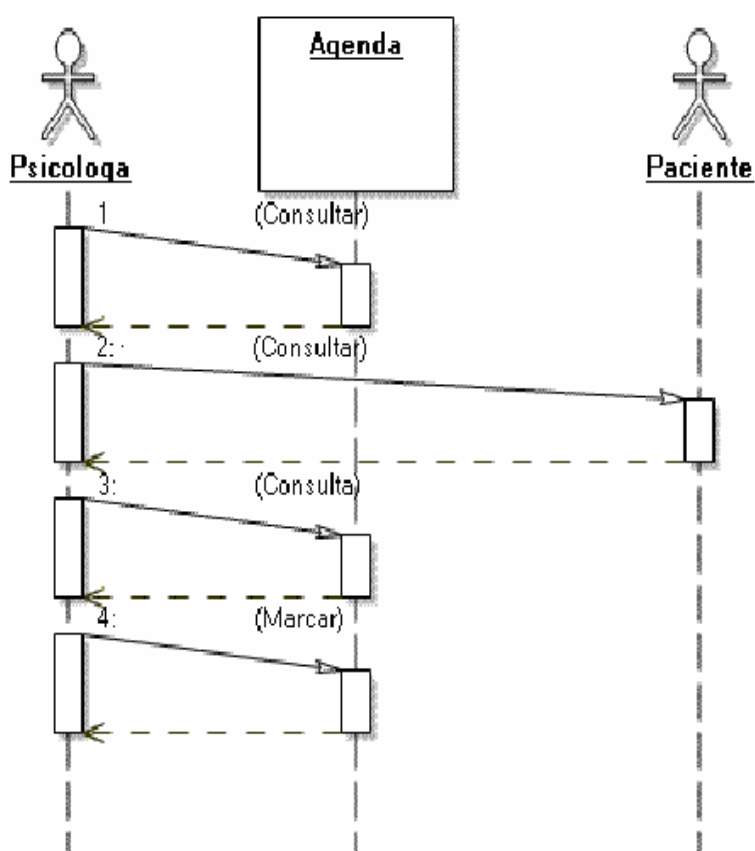 Agenda
Psicologa
Paciente
1 (Consultar)
2: (Consultar)
3: (Consulta)
4: (Marcar)